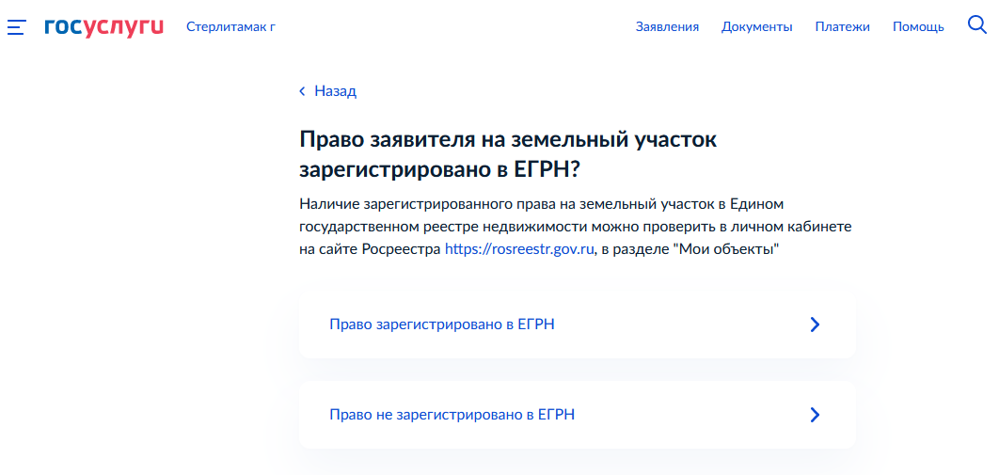 госуслуги Стерлитамак г Заявления Документы Платежи Помощь
Назад
Право заявителя на земельный участок
зарегистрировано в ЕГРН?
Наличие зарегистрированного права на земельный участок в Едином
государственном реестре недвижимости можно проверить в личном кабинете
на сайте Росреестра https://rosreestr.gov.ru, в разделе "Мои объекты"
Право зарегистрировано в ЕГРН
Право не зарегистрировано в ЕГРН